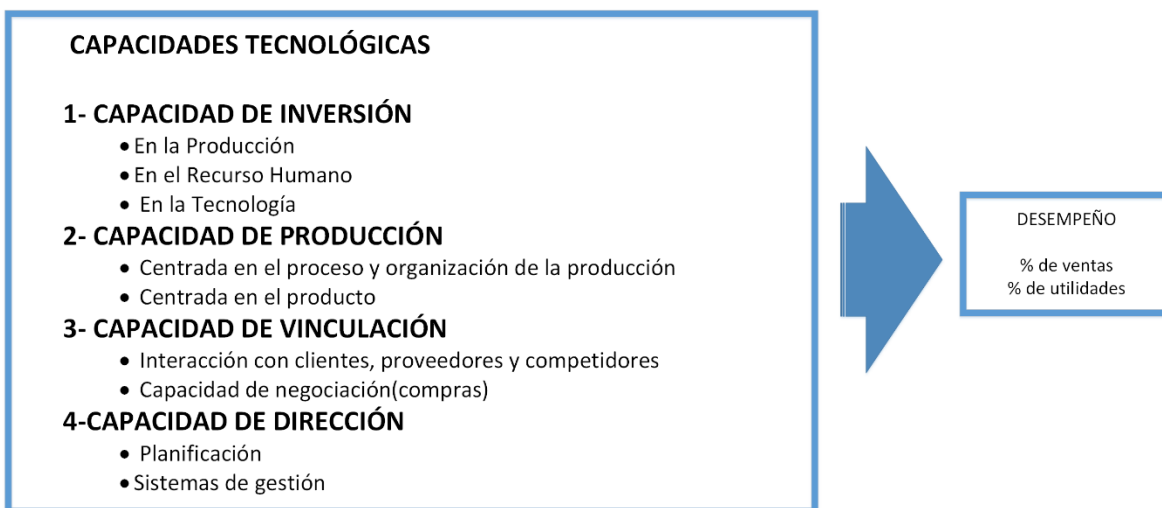 CAPACIDADES TECNOLÓGICAS
1- CAPACIDAD DE INVERSIÓN
• En la Producción
• En el Recurso Humano
• En la Tecnología
2- CAPACIDAD DE PRODUCCIÓN
• Centrada en el proceso y organización de la producción
• Centrada en el producto
3- CAPACIDAD DE VINCULACIÓN
• Interacción con clientes, proveedores y competidores
• Capacidad de negociación(compras)
4-CAPACIDAD DE DIRECCIÓN
• Planificación
• Sistemas de gestión
DESEMPEÑO
% de ventas
% de utilidades